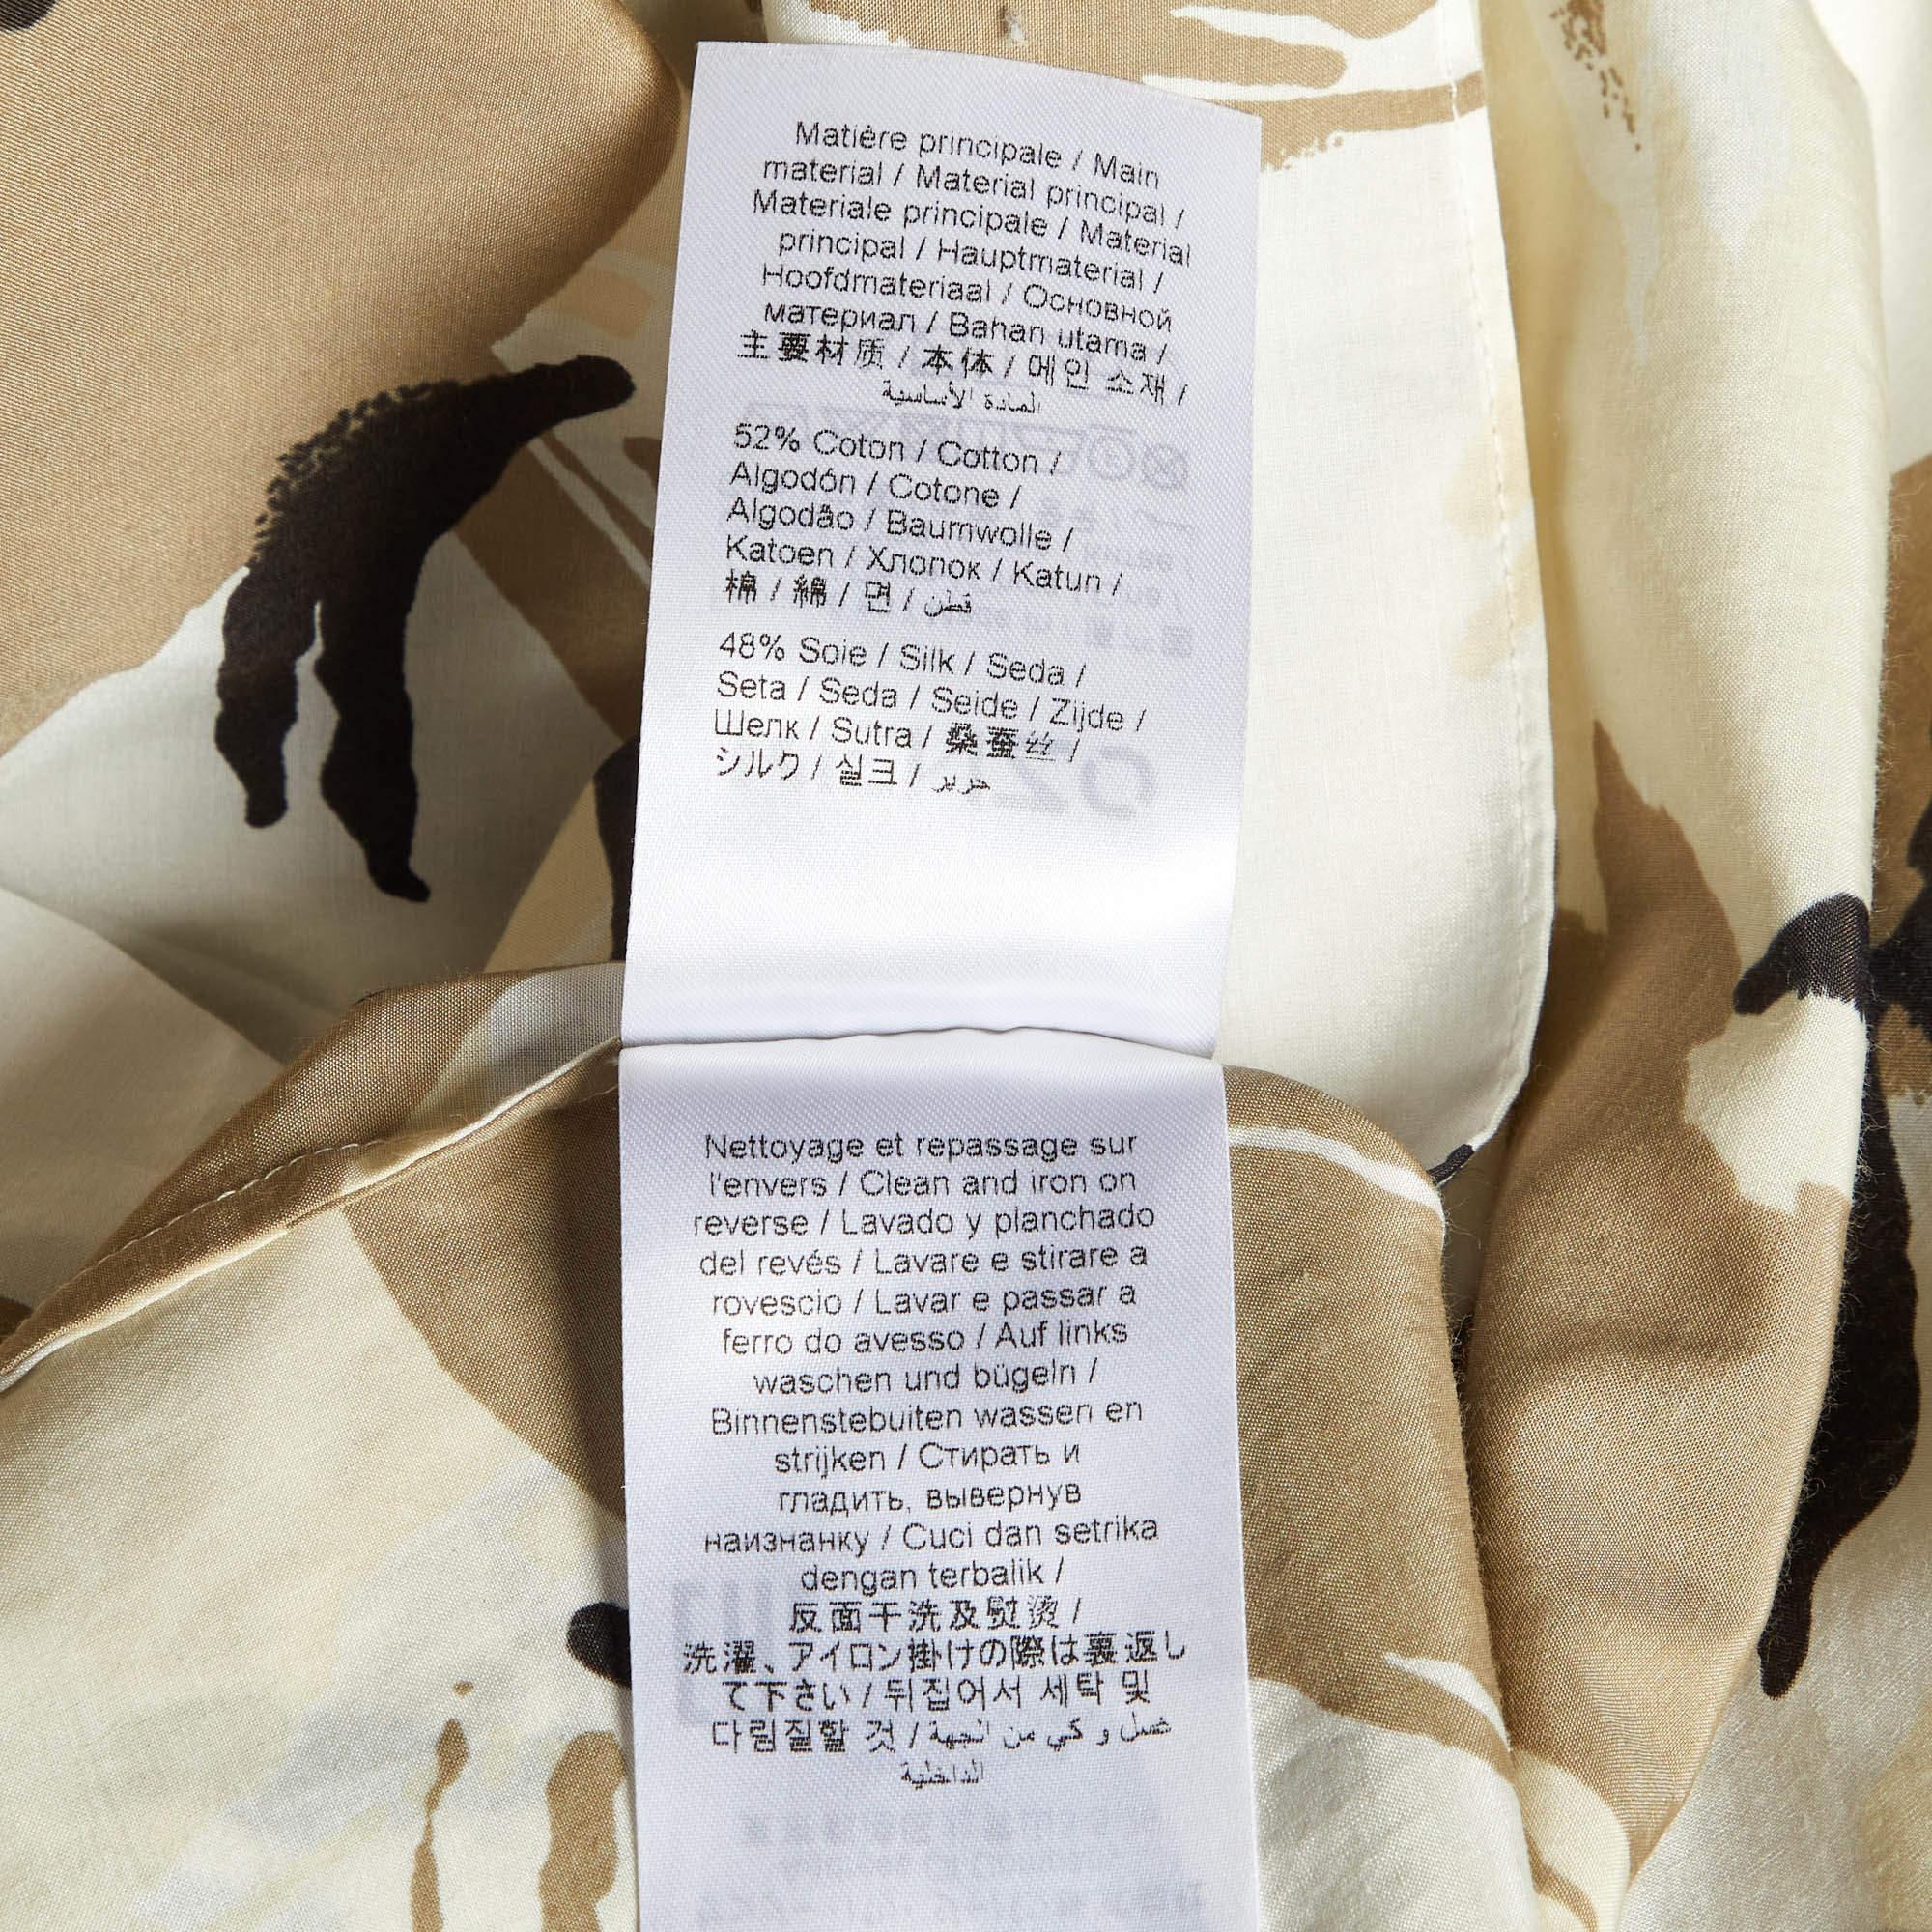 Matière principale / Main
material / Material principal /
Materiale principale / Material
principal / Hauptmaterial /
Hoofdmateriaal / Основной
материал / Bahan utama /
主要材质 / 本体 / 메인 소재 /
المادة الأساسية
52% Coton / Cotton /
Algodón / Cotone /
Algodão / Baumwolle /
Katoen / Хлопок / Katun /
棉 / 綿 / 면 / قطن
48% Soie / Silk / Seda /
Seta / Seda / Seide / Zijde /
Шелк / Sutra / 桑蚕丝 /
シルク / 실크 / حرير
Nettoyage et repassage sur
l'envers / Clean and iron on
reverse / Lavado y planchado
del revés / Lavare e stirare a
rovescio / Lavar e passar a
ferro do avesso / Auf links
waschen und bügeln /
Binnenstebuiten wassen en
strijken / Стирать и
гладить, вывернув
наизнанку / Cuci dan setrika
dengan terbalik /
反面干洗及熨烫 /
洗濯、アイロン掛けの際は裏返し
て下さい / 뒤집어서 세탁 및
다림질할 것 / غسل و كي من الجهة
الداخلية